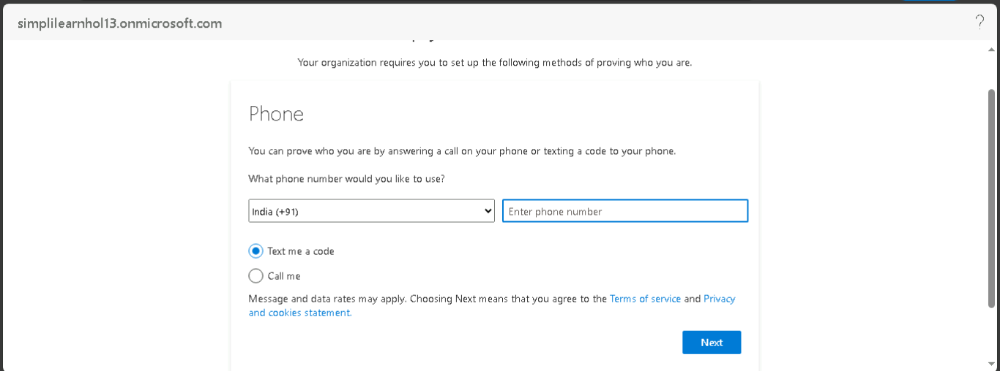 simplilearnhol13.onmicrosoft.com
?
Your organization requires you to set up the following methods of proving who you are.
Phone
You can prove who you are by answering a call on your phone or texting a code to your phone.
What phone number would you like to use?
India (+91)
Enter phone number
Text me a code
Call me
Message and data rates may apply. Choosing Next means that you agree to the Terms of service and Privacy
and cookies statement.
Next